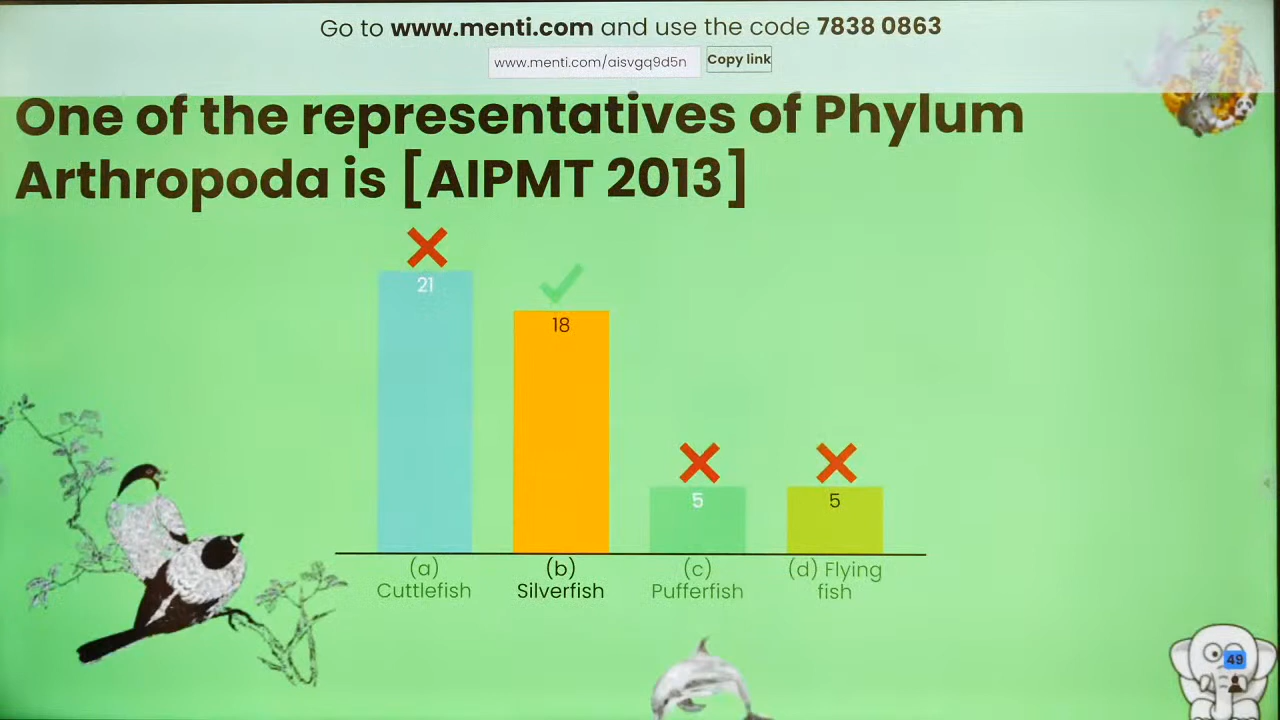 Go to www.menti.com and use the code 7838 0863
www.menti.com/aisvgq9d5n Copy link
One of the representatives of Phylum
Arthropoda is [AIPMT 2013]
21
18
5
5
(a)
Cuttlefish
(b)
Silverfish
(c)
Pufferfish
(d) Flying
fish
49